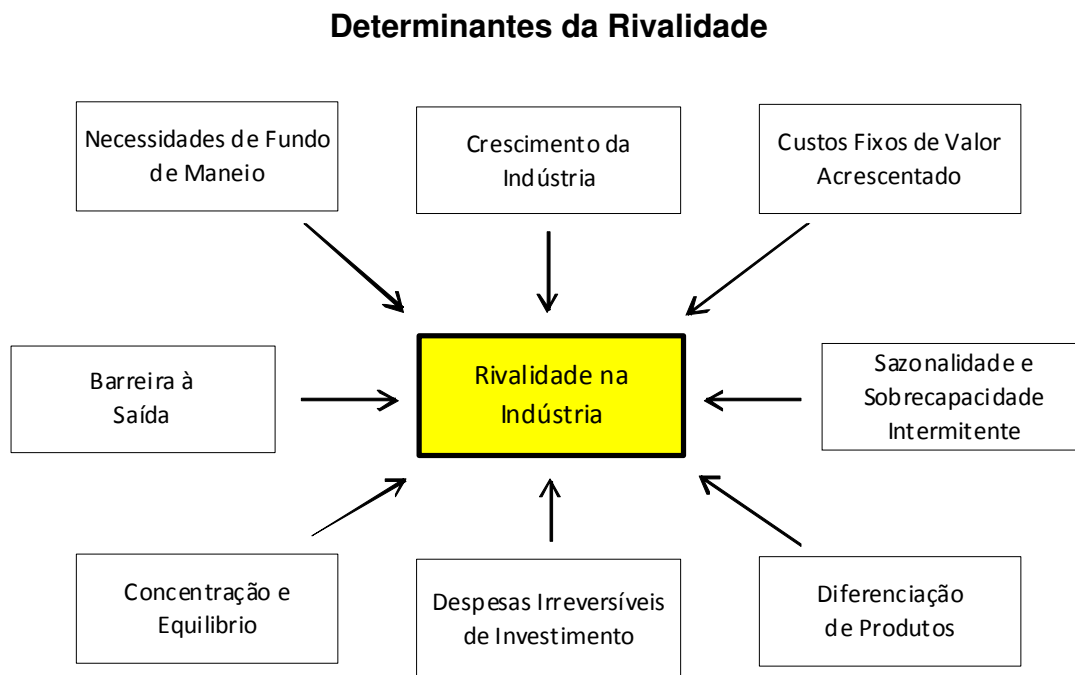 Determinantes da Rivalidade
Necessidades de Fundo
de Maneio
Crescimento da
Indústria
Custos Fixos de Valor
Acrescentado
Barreira à
Saída
Rivalidade na
Indústria
Sazonalidade e
Sobrecapacidade
Intermitente
Concentração e
Equilibrio
Despesas Irreversíveis
de Investimento
Diferenciação
de Produtos